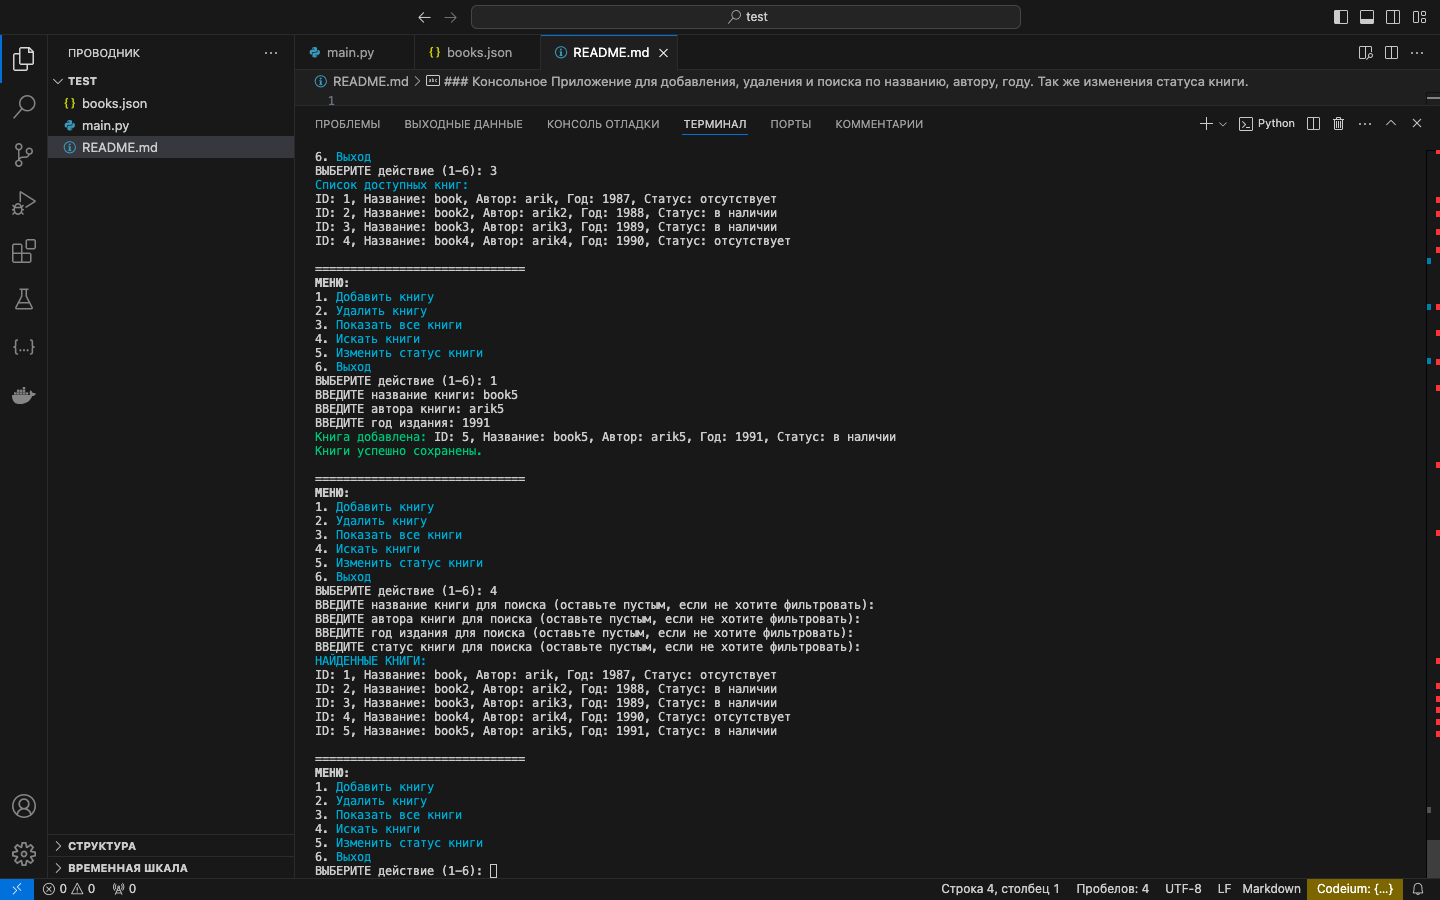 test
ПРОВОДНИК
TEST
books.json
main.py
README.md
СТРУКТУРА
ВРЕМЕННАЯ ШКАЛА
main.py
{} books.json
README.md
README.md > ### Консольное Приложение для добавления, удаления и поиска по названию, автору, году. Так же изменения статуса книги.
1
ПРОБЛЕМЫ ВЫХОДНЫЕ ДАННЫЕ КОНСОЛЬ ОТЛАДКИ ТЕРМИНАЛ ПОРТЫ КОММЕНТАРИИ
Python
6. Выход
ВЫБЕРИТЕ действие (1-6): 3
Список доступных книг:
ID: 1, Название: book, Автор: arik, Год: 1987, Статус: отсутствует
ID: 2, Название: book2, Автор: arik2, Год: 1988, Статус: в наличии
ID: 3, Название: book3, Автор: arik3, Год: 1989, Статус: в наличии
ID: 4, Название: book4, Автор: arik4, Год: 1990, Статус: отсутствует
==============================
МЕНЮ:
1. Добавить книгу
2. Удалить книгу
3. Показать все книги
4. Искать книги
5. Изменить статус книги
6. Выход
ВЫБЕРИТЕ действие (1-6): 1
ВВЕДИТЕ название книги: book5
ВВЕДИТЕ автора книги: arik5
ВВЕДИТЕ год издания: 1991
Книга добавлена: ID: 5, Название: book5, Автор: arik5, Год: 1991, Статус: в наличии
Книги успешно сохранены.
==============================
МЕНЮ:
1. Добавить книгу
2. Удалить книгу
3. Показать все книги
4. Искать книги
5. Изменить статус книги
6. Выход
ВЫБЕРИТЕ действие (1-6): 4
ВВЕДИТЕ название книги для поиска (оставьте пустым, если не хотите фильтровать):
ВВЕДИТЕ автора книги для поиска (оставьте пустым, если не хотите фильтровать):
ВВЕДИТЕ год издания для поиска (оставьте пустым, если не хотите фильтровать):
ВВЕДИТЕ статус книги для поиска (оставьте пустым, если не хотите фильтровать):
НАЙДЕННЫЕ КНИГИ:
ID: 1, Название: book, Автор: arik, Год: 1987, Статус: отсутствует
ID: 2, Название: book2, Автор: arik2, Год: 1988, Статус: в наличии
ID: 3, Название: book3, Автор: arik3, Год: 1989, Статус: в наличии
ID: 4, Название: book4, Автор: arik4, Год: 1990, Статус: отсутствует
ID: 5, Название: book5, Автор: arik5, Год: 1991, Статус: в наличии
==============================
МЕНЮ:
1. Добавить книгу
2. Удалить книгу
3. Показать все книги
4. Искать книги
5. Изменить статус книги
6. Выход
ВЫБЕРИТЕ действие (1-6):
0 0 0
Строка 4, столбец 1 Пробелов: 4 UTF-8 LF Markdown Codeium: {...}